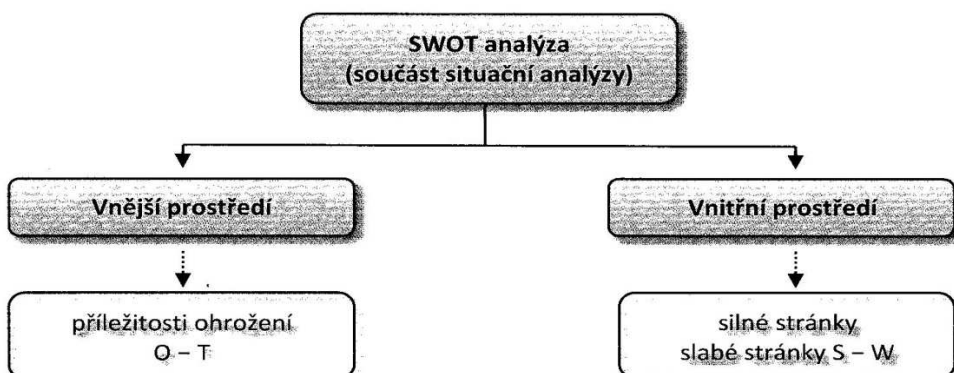 SWOT analýza
(součást situační analýzy)
Vnější prostředí
Vnitřní prostředí
příležitosti ohrožení
O – T
silné stránky
slabé stránky S – W